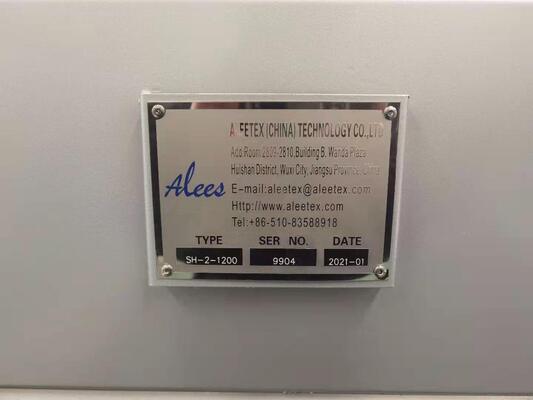 ALEETEX (CHINA) TECHNOLOGY CO.,LTD
Add:Room 2809-2810,Building B, Wanda Plaza
Huishan District, Wuxi City, Jiangsu Province, China
Alees
E-mail:aleetex@aleetex.com
Http://www.aleetex.com
Tel:+86-510-83588918
TYPE SER NO. DATE
SH-2-1200 9904 2021-01